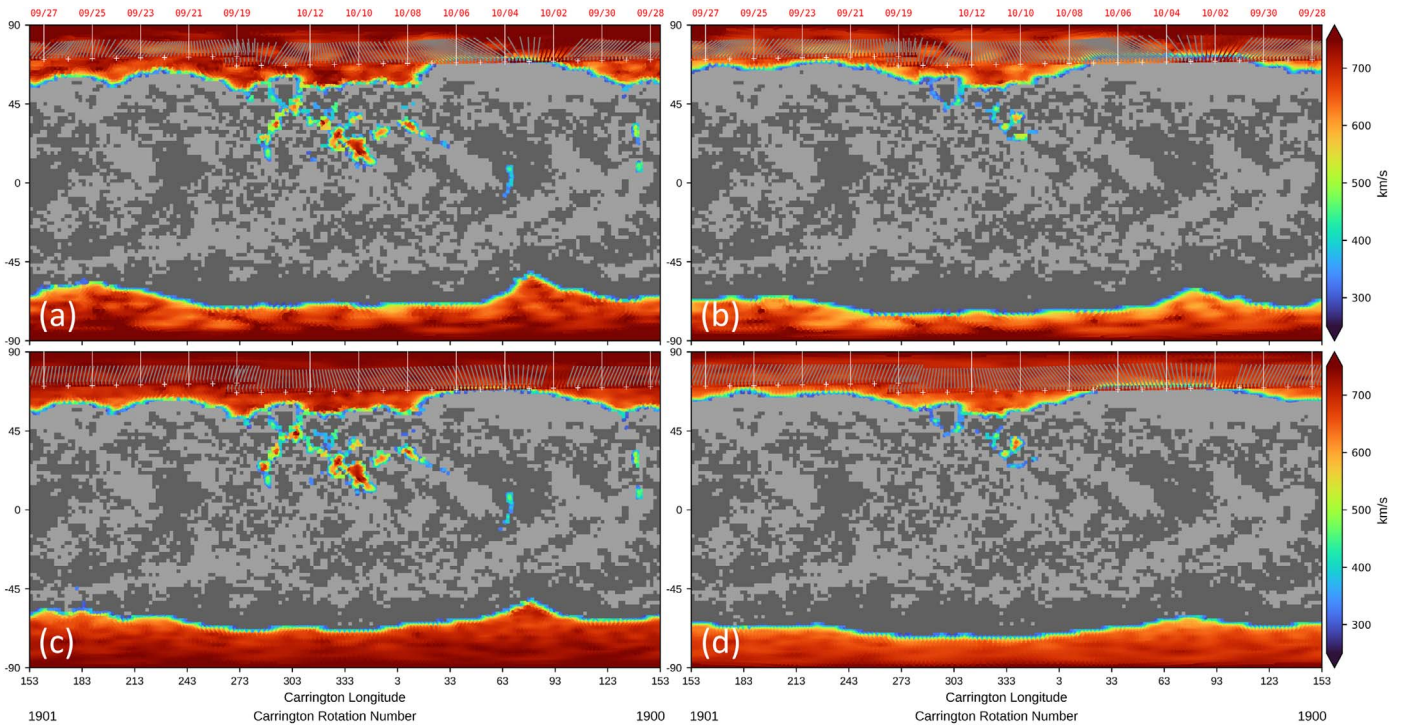 09/27 09/25 09/23 09/21 09/19 10/12 10/10 10/08 10/04 10/02 09/30 09/28
09/27 09/25 09/23 09/21 09/19 10/12 10/10 10/08 10/06 10/04 10/02 09/30 09/28
90
45
0
-45
-90
(a)
(b)
700
600
500
400
300
km/s
90
45
0
-45
-90
(c)
(d)
700
600
500
400
300
km/s
153 183 213 243 273 303 333 3 33 63 93 123 153
183 213 243 273 303 333 3 33 63 93 123 153
Carrington Longitude
Carrington Longitude
1901 Carrington Rotation Number 1900
1901 Carrington Rotation Number 1900